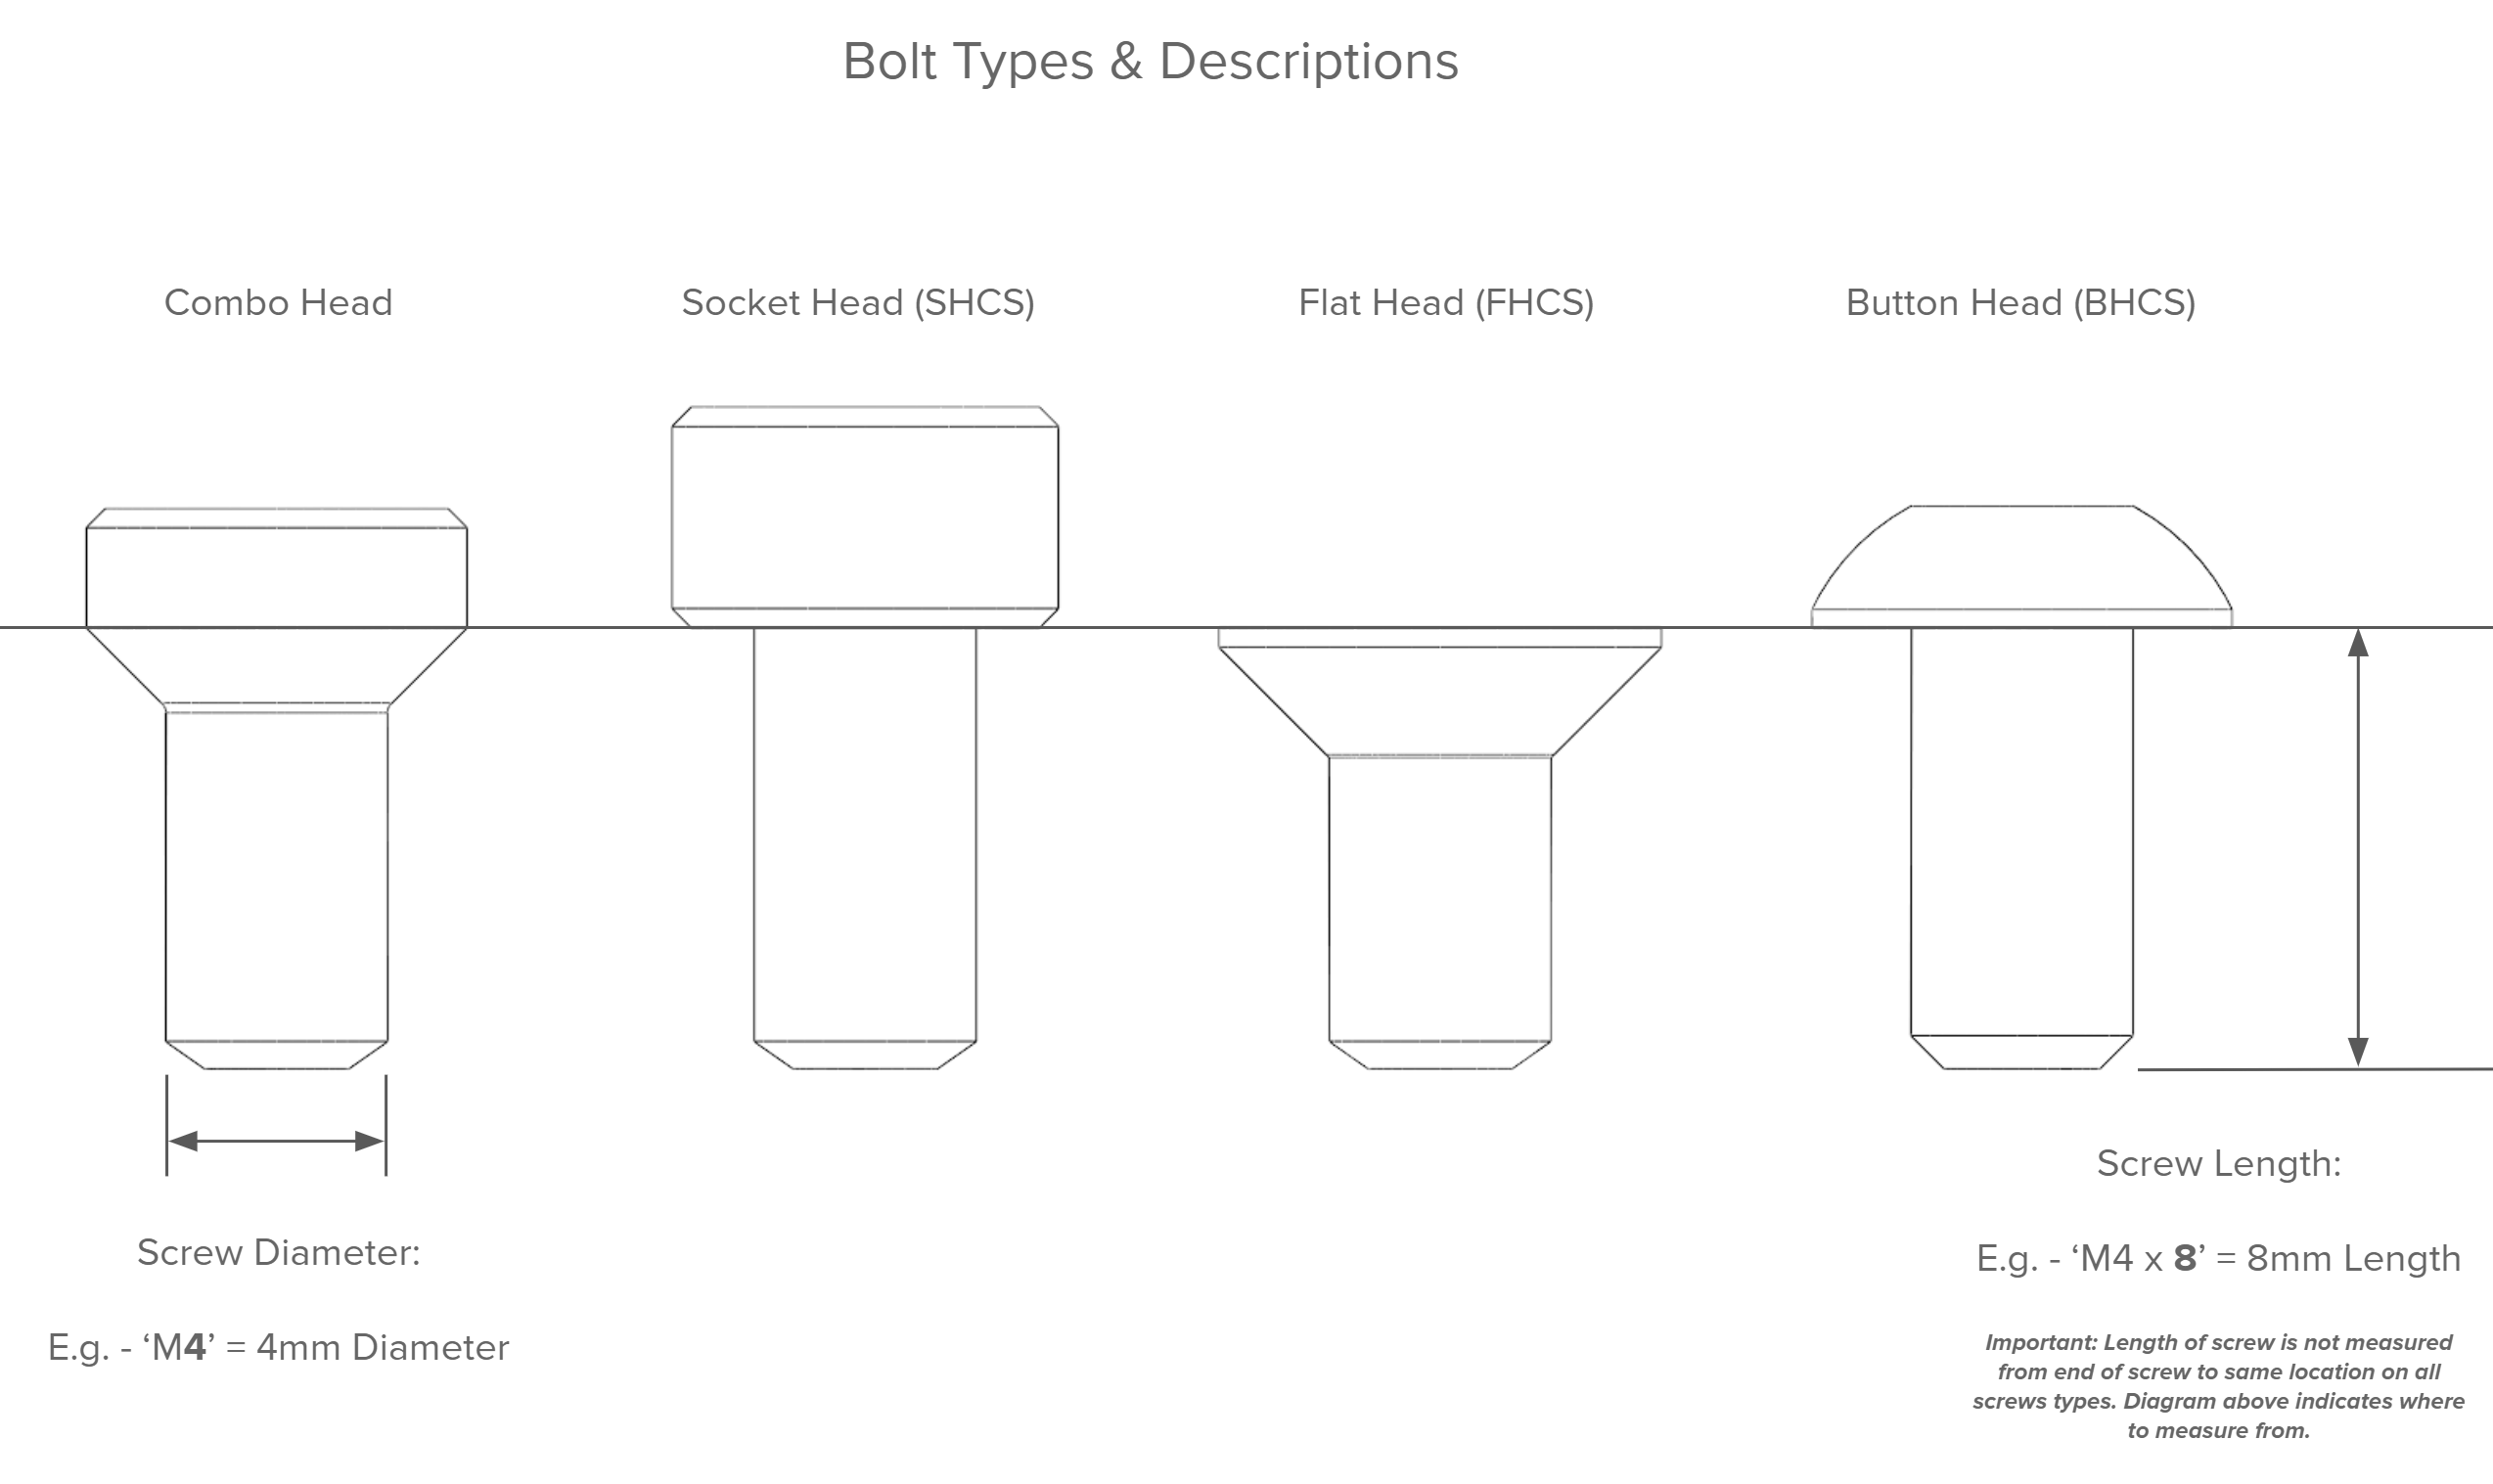 Bolt Types & Descriptions
Combo Head
Socket Head (SHCS)
Flat Head (FHCS)
Button Head (BHCS)
Screw Diameter:
E.g. - ‘M4’ = 4mm Diameter
Screw Length:
E.g. - ‘M4 x 8’ = 8mm Length
Important: Length of screw is not measured
from end of screw to same location on all
screws types. Diagram above indicates where
to measure from.